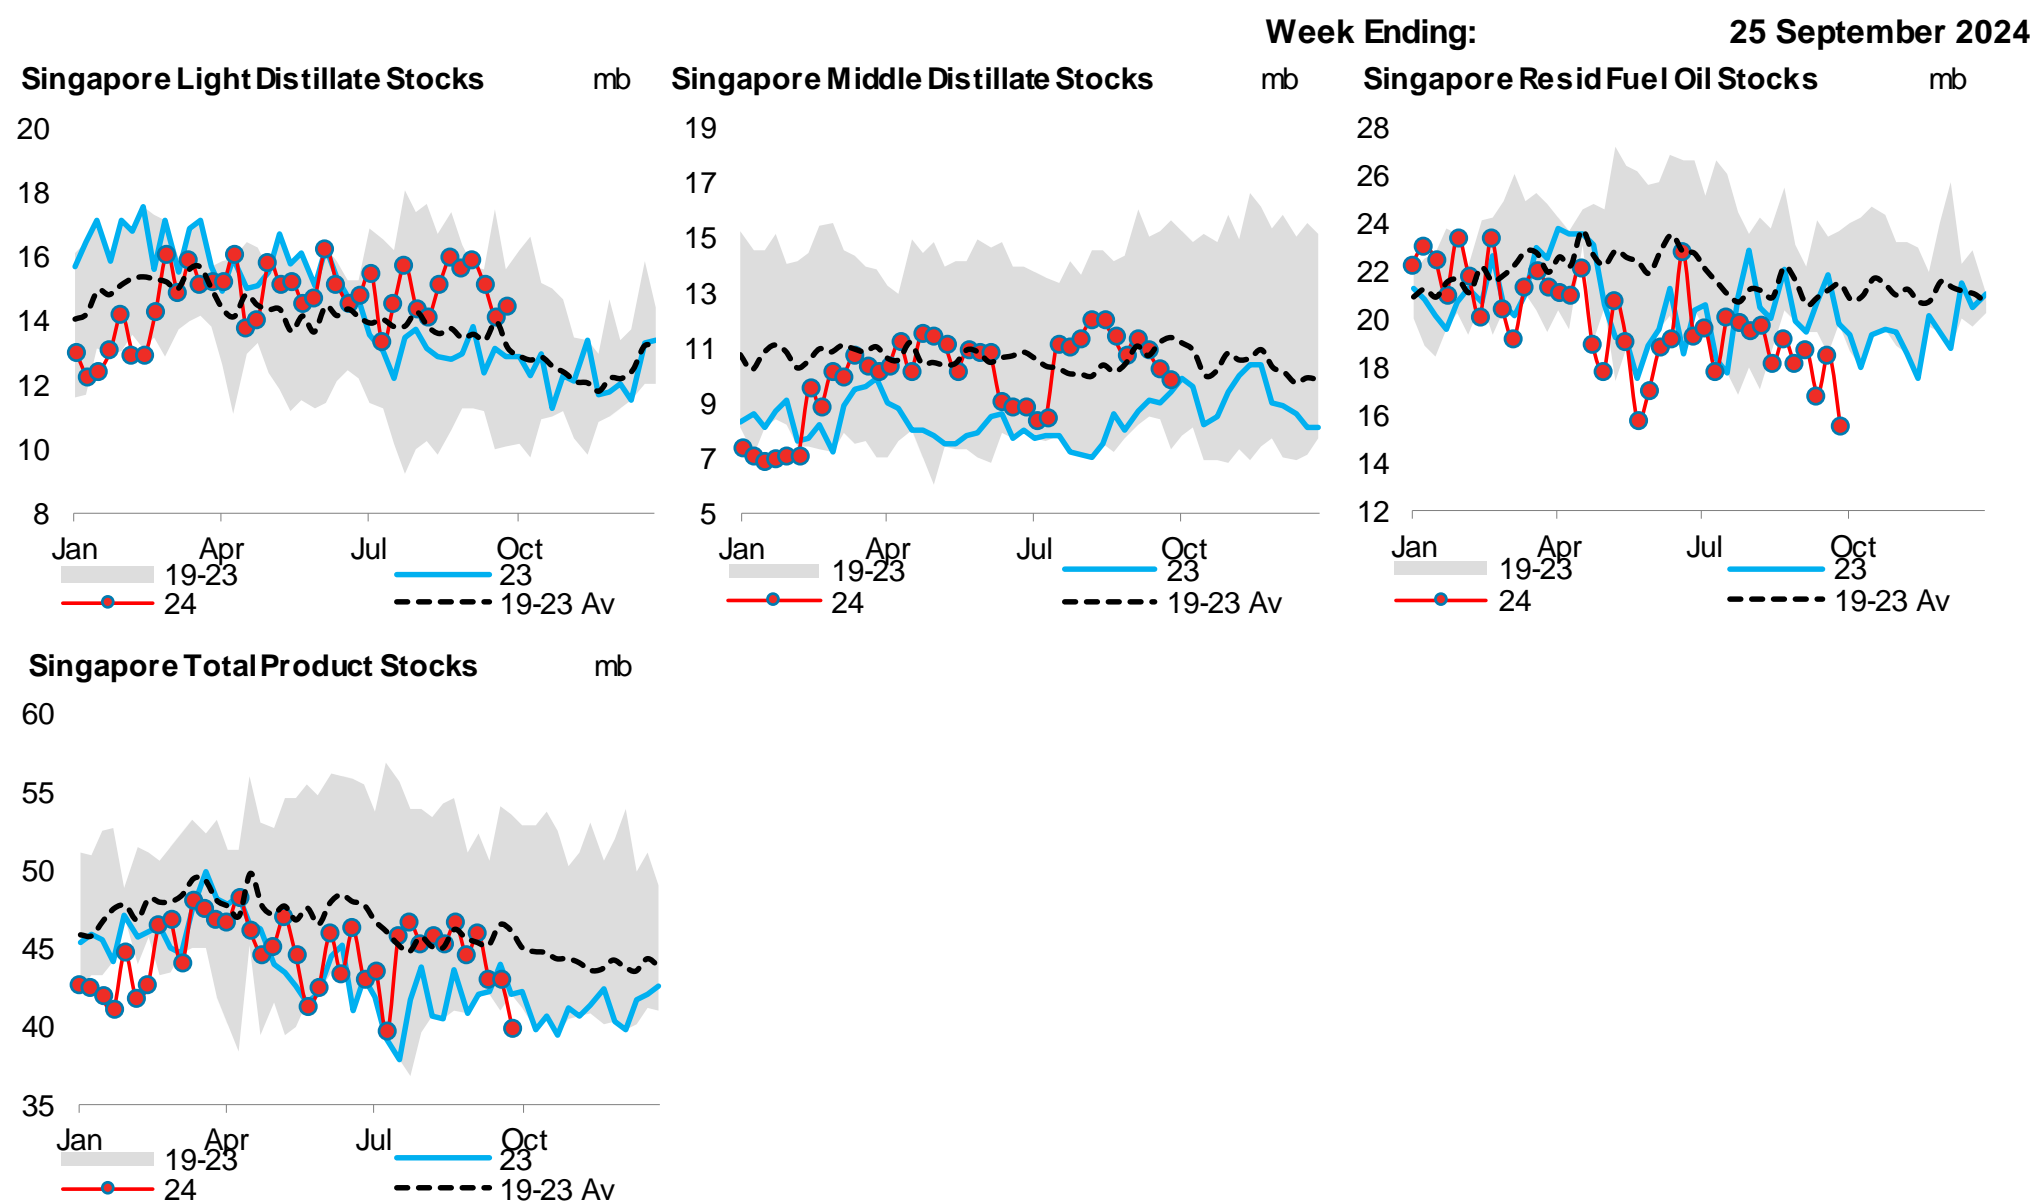 Week Ending: 25 September 2024
Singapore Light Distillate Stocks mb
20
18
16
14
12
10
8
Jan Apr Jul Oct
19-23 23
24 19-23 Av
Singapore Middle Distillate Stocks mb
19
17
15
13
11
9
7
5
Jan Apr Jul Oct
19-23 23
24 19-23 Av
Singapore Resid Fuel Oil Stocks mb
28
26
24
22
20
18
16
14
12
Jan Apr Jul Oct
19-23 23
24 19-23 Av
Singapore Total Product Stocks mb
60
55
50
45
40
35
Jan Apr Jul Oct
19-23 23
24 19-23 Av